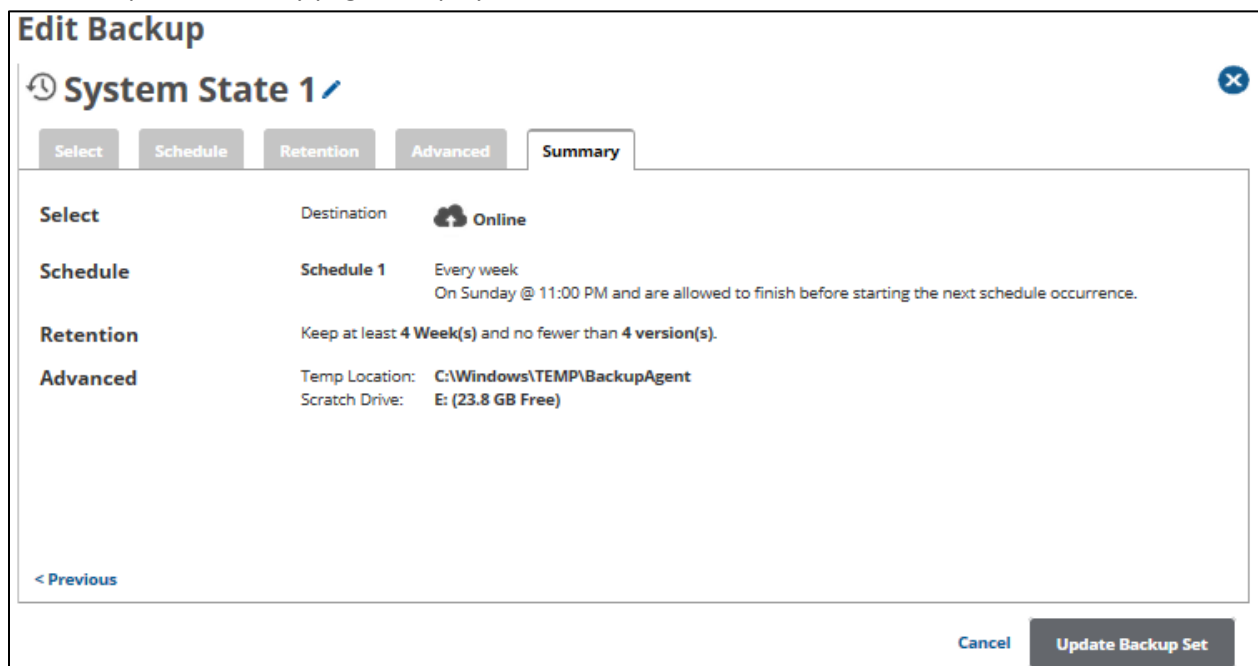 Edit Backup
System State 1
Select Schedule Retention Advanced Summary
Select Destination Online
Schedule Schedule 1 Every week
On Sunday @ 11:00 PM and are allowed to finish before starting the next schedule occurrence.
Retention Keep at least 4 Week(s) and no fewer than 4 version(s).
Advanced Temp Location: C:\Windows\TEMP\BackupAgent
Scratch Drive: E: (23.8 GB Free)
< Previous
Cancel Update Backup Set